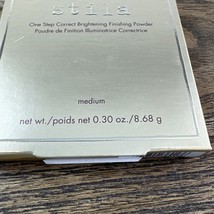 stila
One Step Correct Brightening Finishing Powder
Poudre de Finition Illuminatrice Correctrice
medium
net wt./poids net 0.30 oz./8.68 g